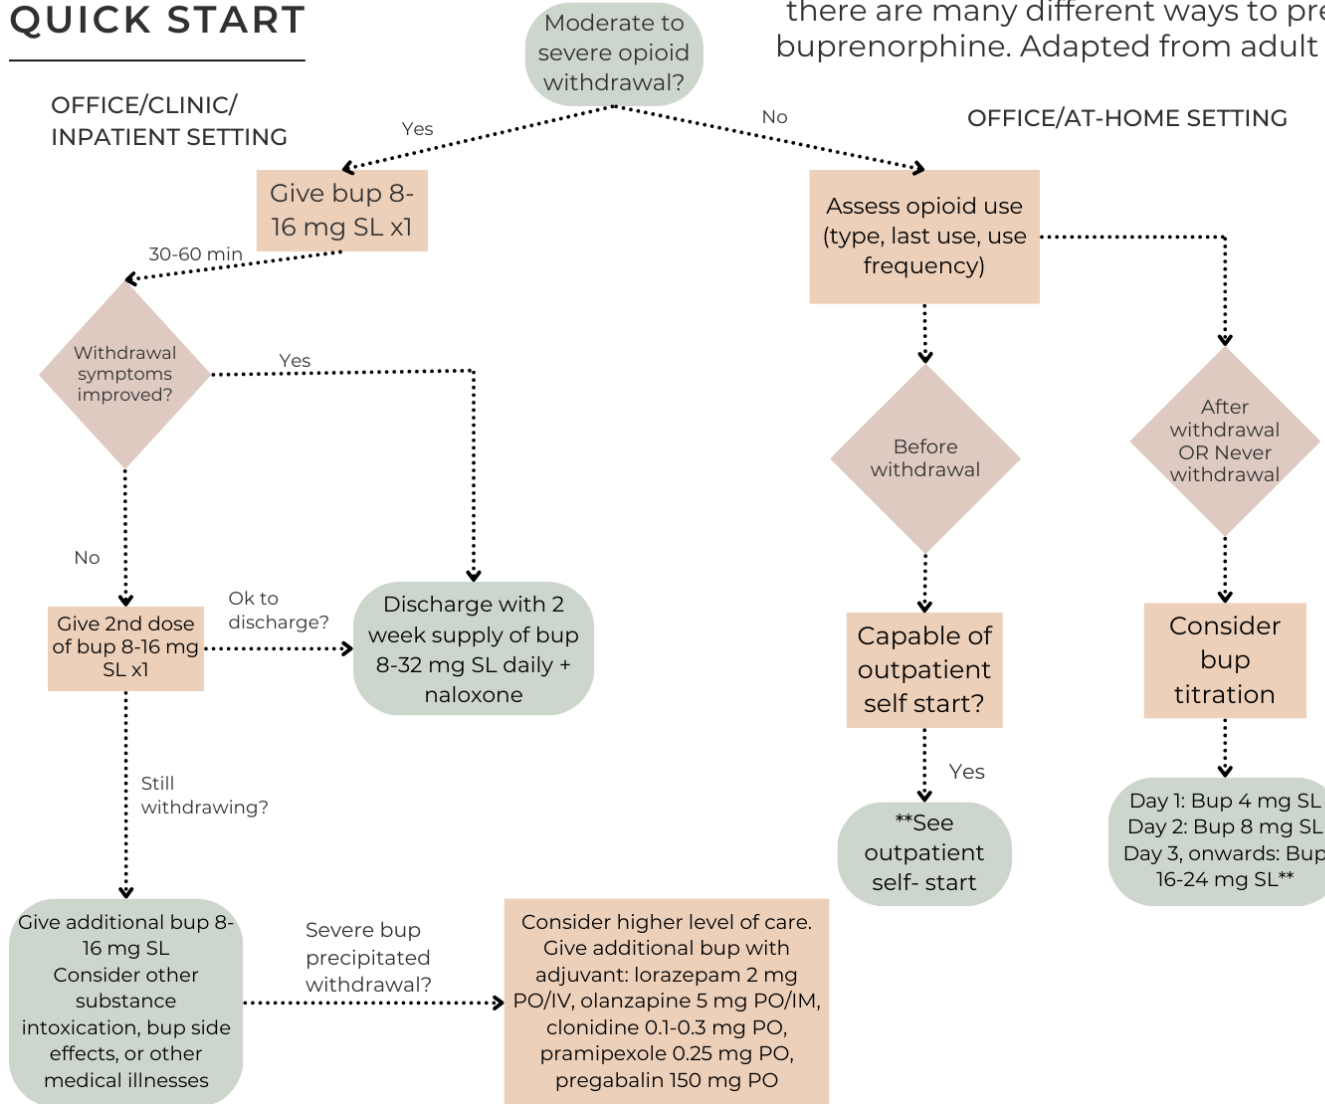 QUICK START
there are many different ways to pre
buprenorphine. Adapted from adult
Moderate to
severe opioid
withdrawal?
OFFICE/CLINIC/
INPATIENT SETTING
OFFICE/AT-HOME SETTING
Yes
No
Give bup 8-
16 mg SL x1
Assess opioid use
(type, last use, use
frequency)
30-60 min
Withdrawal
symptoms
improved?
Yes
Before
withdrawal
After
withdrawal
OR Never
withdrawal
No
Give 2nd dose
of bup 8-16 mg
SL x1
Ok to
discharge?
Discharge with 2
week supply of bup
8-32 mg SL daily +
naloxone
Capable of
outpatient
self start?
Consider
bup
titration
Still
withdrawing?
Yes
**See
outpatient
self- start
Day 1: Bup 4 mg SL
Day 2: Bup 8 mg SL
Day 3, onwards: Bup
16-24 mg SL**
Give additional bup 8-
16 mg SL
Consider other
substance
intoxication, bup side
effects, or other
medical illnesses
Severe bup
precipitated
withdrawal?
Consider higher level of care.
Give additional bup with
adjuvant: lorazepam 2 mg
PO/IV, olanzapine 5 mg PO/IM,
clonidine 0.1-0.3 mg PO,
pramipexole 0.25 mg PO,
pregabalin 150 mg PO